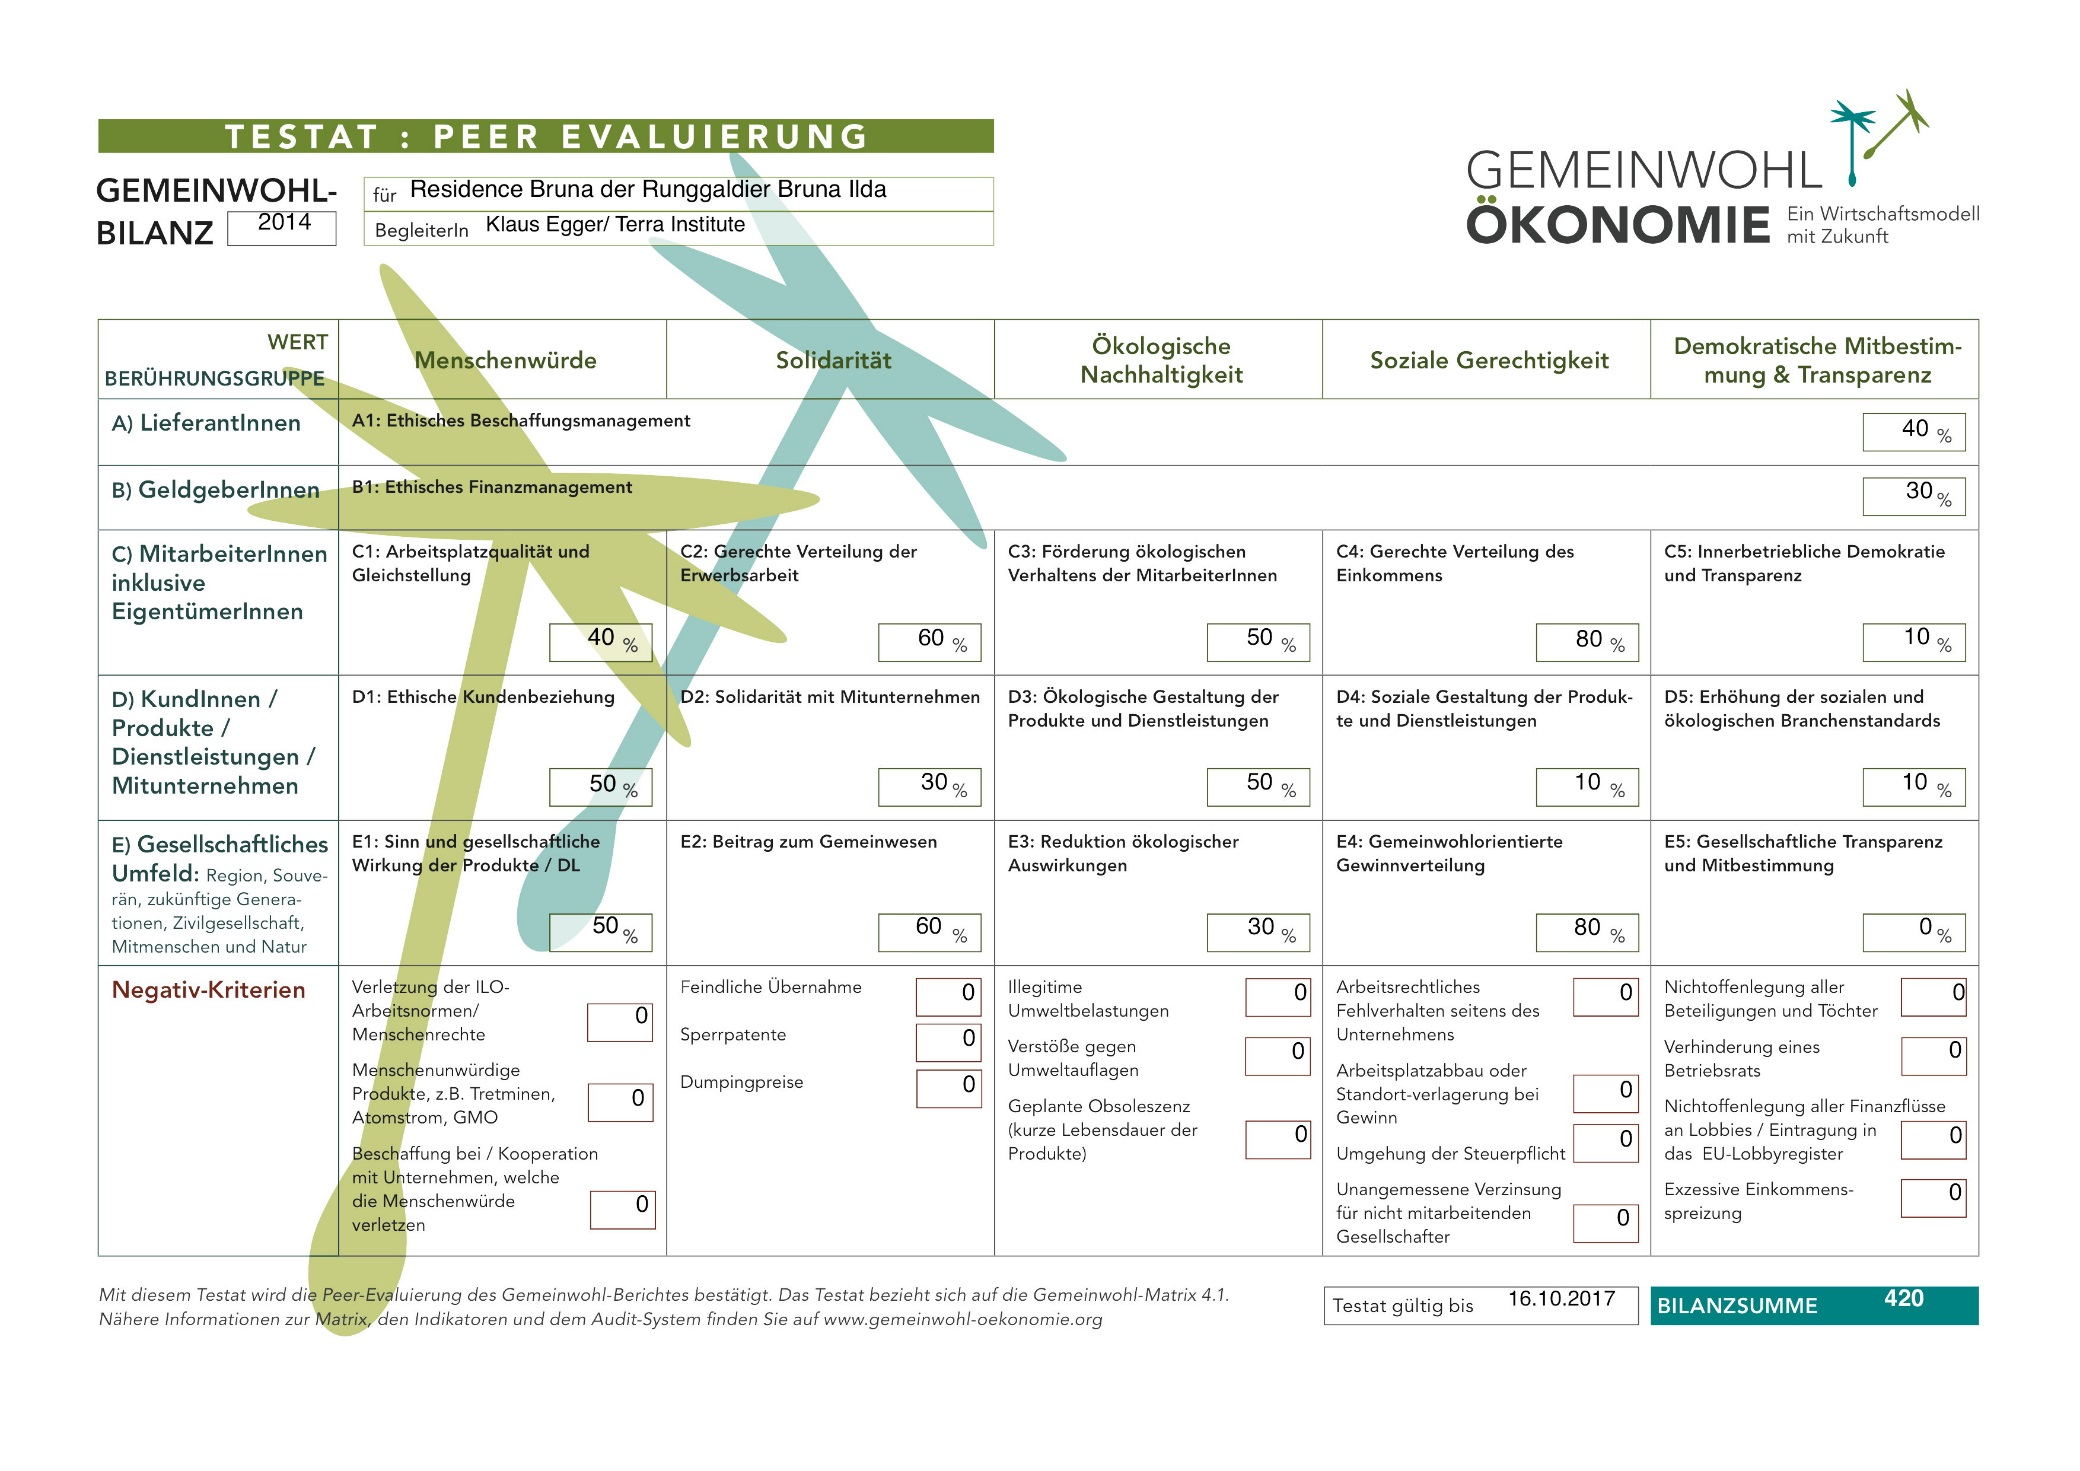 TESTAT : PEER EVALUIERUNG
GEMEINWOHL-
BILANZ 2014
für Residence Bruna der Runggaldier Bruna Ilda
BegleiterIn Klaus Egger/ Terra Institute
GEMEINWOHL
ÖKONOMIE
Ein Wirtschaftsmodell
mit Zukunft
WERT
BERÜHRUNGSGRUPPE
Menschenwürde
Solidarität
Ökologische
Nachhaltigkeit
Soziale Gerechtigkeit
Demokratische Mitbestim-
mung & Transparenz
A) LieferantInnen
A1: Ethisches Beschaffungsmanagement
40 %
B) GeldgeberInnen
B1: Ethisches Finanzmanagement
30 %
C) MitarbeiterInnen
inklusive
EigentümerInnen
C1: Arbeitsplatzqualität und
Gleichstellung
40 %
C2: Gerechte Verteilung der
Erwerbsarbeit
60 %
C3: Förderung ökologischen
Verhaltens der MitarbeiterInnen
50 %
C4: Gerechte Verteilung des
Einkommens
80 %
C5: Innerbetriebliche Demokratie
und Transparenz
10 %
D) KundInnen /
Produkte /
Dienstleistungen /
Mitunternehmen
D1: Ethische Kundenbeziehung
50 %
D2: Solidarität mit Mitunternehmen
30 %
D3: Ökologische Gestaltung der
Produkte und Dienstleistungen
50 %
D4: Soziale Gestaltung der Produk-
te und Dienstleistungen
10 %
D5: Erhöhung der sozialen und
ökologischen Branchenstandards
10 %
E) Gesellschaftliches
Umfeld: Region, Souve-
rän, zukünftige Genera-
tionen, Zivilgesellschaft,
Mitmenschen und Natur
E1: Sinn und gesellschaftliche
Wirkung der Produkte / DL
50 %
E2: Beitrag zum Gemeinwesen
60 %
E3: Reduktion ökologischer
Auswirkungen
30 %
E4: Gemeinwohlorientierte
Gewinnverteilung
80 %
E5: Gesellschaftliche Transparenz
und Mitbestimmung
0 %
Negativ-Kriterien
Verletzung der ILO-
Arbeitsnormen/
Menschenrechte
0
Menschenunwürdige
Produkte, z.B. Tretminen,
Atomstrom, GMO
0
Beschaffung bei / Kooperation
mit Unternehmen, welche
die Menschenwürde
verletzen
0
Feindliche Übernahme
0
Sperrpatente
0
Dumpingpreise
0
Illegitime
Umweltbelastungen
0
Verstöße gegen
Umweltauflagen
0
Geplante Obsoleszenz
(kurze Lebensdauer der
Produkte)
0
Arbeitsrechtliches
Fehlverhalten seitens des
Unternehmens
0
Arbeitsplatzabbau oder
Standort-verlagerung bei
Gewinn
0
Umgehung der Steuerpflicht
0
Unangemessene Verzinsung
für nicht mitarbeitenden
Gesellschafter
0
Nichtoffenlegung aller
Beteiligungen und Töchter
0
Verhinderung eines
Betriebsrats
0
Nichtoffenlegung aller Finanzflüsse
an Lobbies / Eintragung in
das EU-Lobbyregister
0
Exzessive Einkommens-
spreizung
0
Mit diesem Testat wird die Peer-Evaluierung des Gemeinwohl-Berichtes bestätigt. Das Testat bezieht sich auf die Gemeinwohl-Matrix 4.1.
Nähere Informationen zur Matrix, den Indikatoren und dem Audit-System finden Sie auf www.gemeinwohl-oekonomie.org
Testat gültig bis 16.10.2017
BILANZSUMME 420